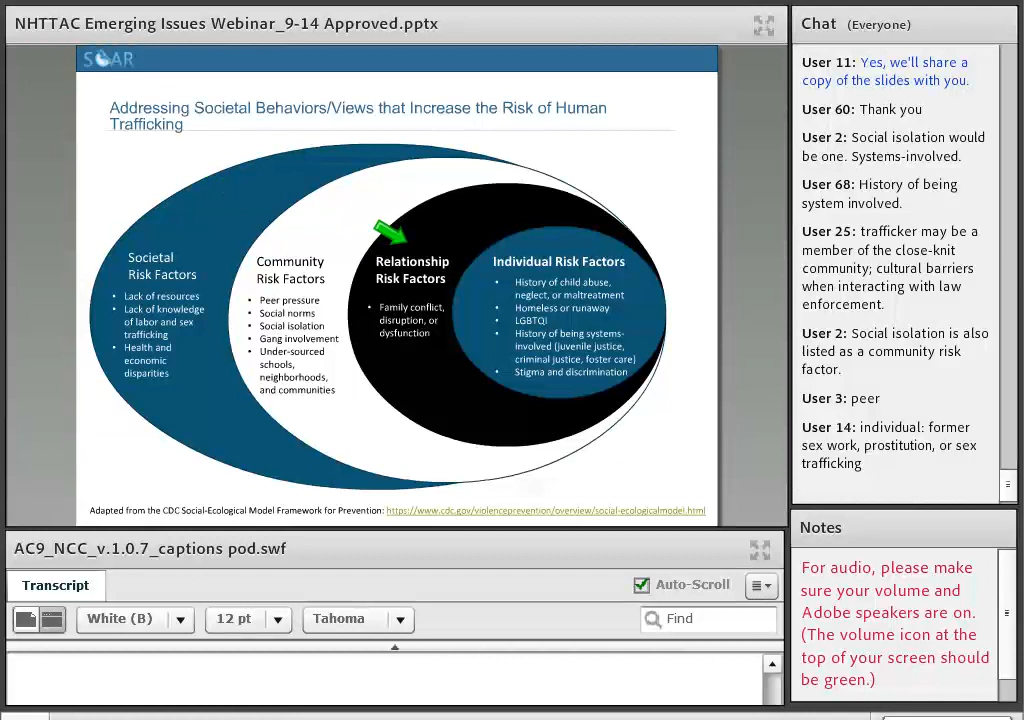 NHTTAC Emerging Issues Webinar_9-14 Approved.pptx
SOAR
Addressing Societal Behaviors/Views that Increase the Risk of Human
Trafficking
Societal
Risk Factors
• Lack of resources
• Lack of knowledge
of labor and sex
trafficking
• Health and
economic
disparities
Community
Risk Factors
• Peer pressure
• Social norms
• Social isolation
• Gang involvement
• Under-sourced
schools,
neighborhoods,
and communities
Relationship
Risk Factors
• Family conflict,
disruption, or
dysfunction
Individual Risk Factors
• History of child abuse,
neglect, or maltreatment
• Homeless or runaway
• LGBTQI
• History of being systems-
involved (juvenile justice,
criminal justice, foster care)
• Stigma and discrimination
Adapted from the CDC Social-Ecological Model Framework for Prevention: https://www.cdc.gov/violenceprevention/overview/social-ecologicalmodel.html
AC9_NCC_v.1.0.7_captions pod.swf
Transcript
Auto-Scroll
White (B)
12 pt
Tahoma
Find
Chat (Everyone)
User 11: Yes, we'll share a
copy of the slides with you.
User 60: Thank you
User 2: Social isolation would
be one. Systems-involved.
User 68: History of being
system involved.
User 25: trafficker may be a
member of the close-knit
community; cultural barriers
when interacting with law
enforcement.
User 2: Social isolation is also
listed as a community risk
factor.
User 3: peer
User 14: individual: former
sex work, prostitution, or sex
trafficking
Notes
For audio, please make
sure your volume and
Adobe speakers are on.
(The volume icon at the
top of your screen should
be green.)